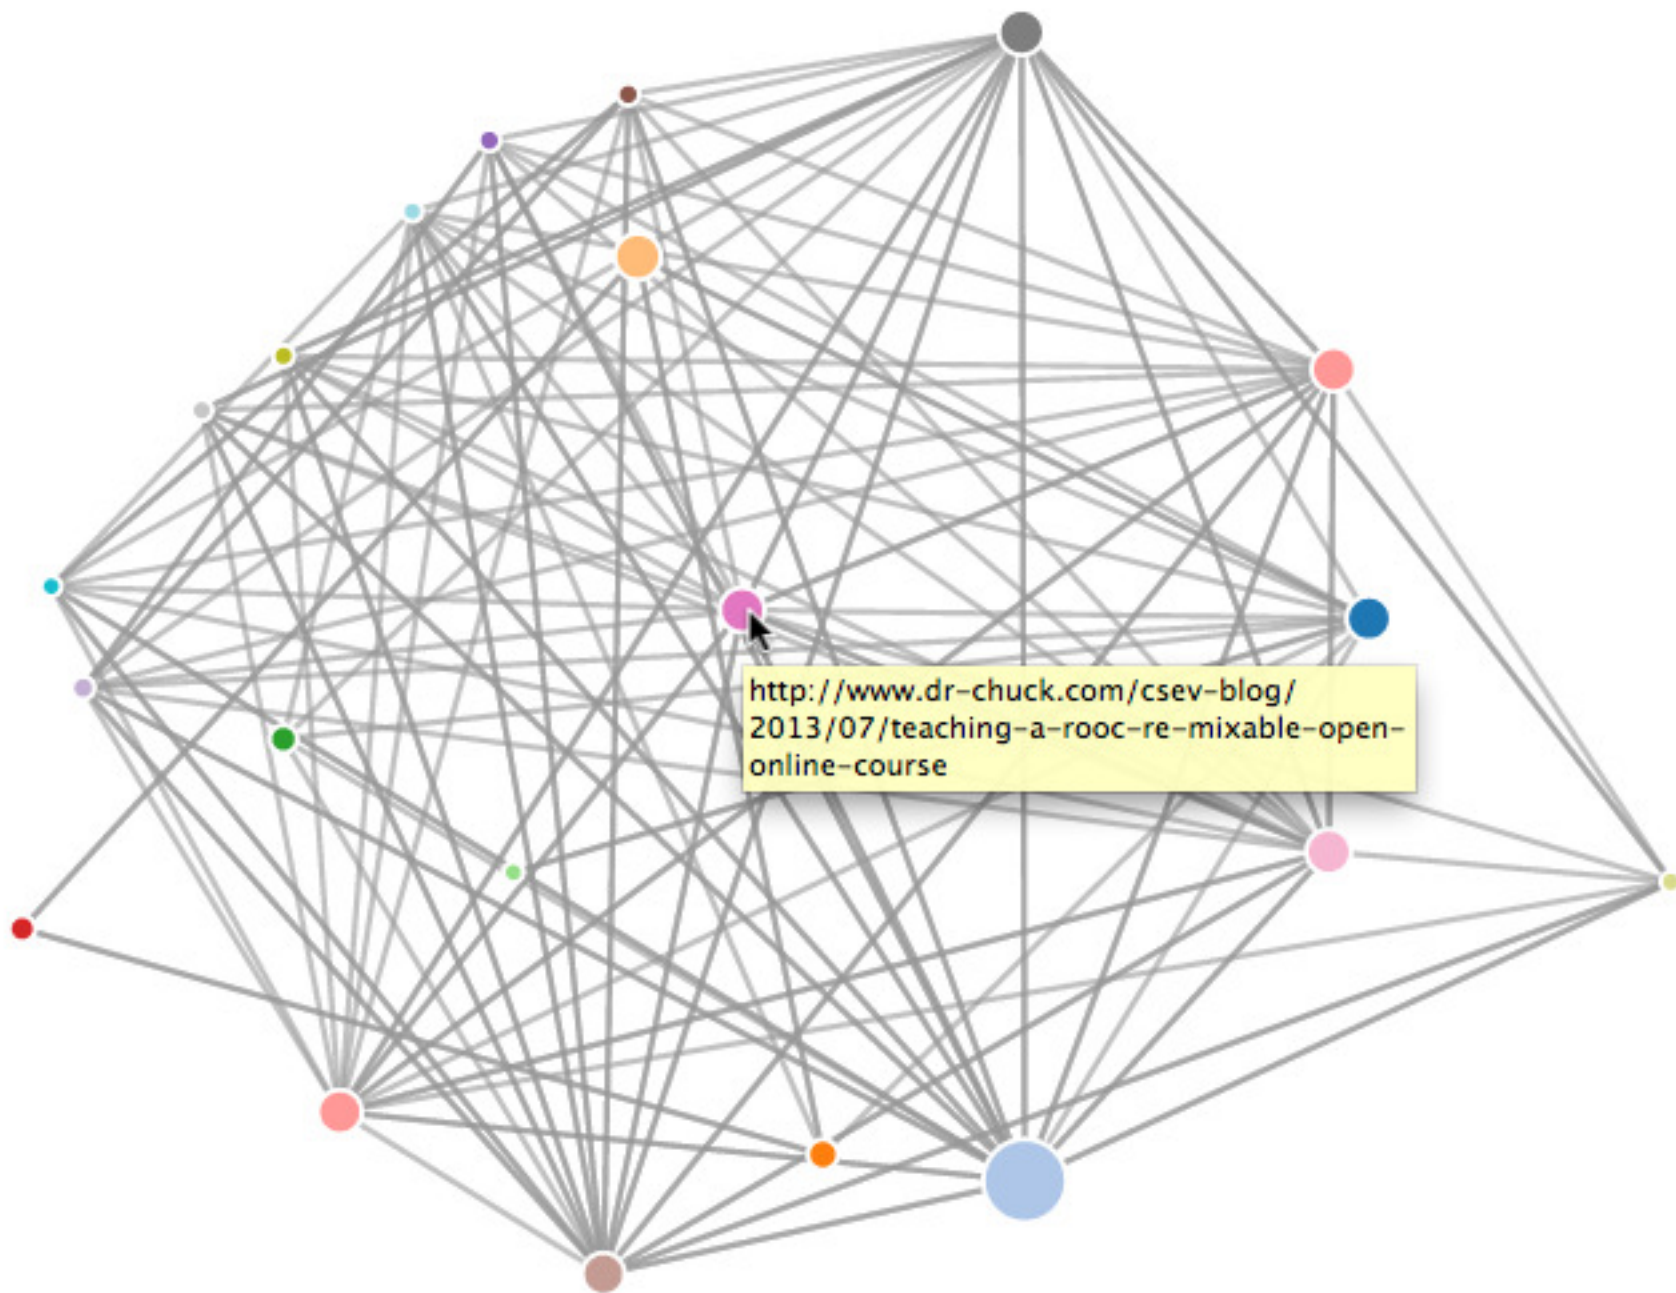 http://www.dr-chuck.com/csev-blog/
2013/07/teaching-a-rooc-re-mixable-open-
online-course